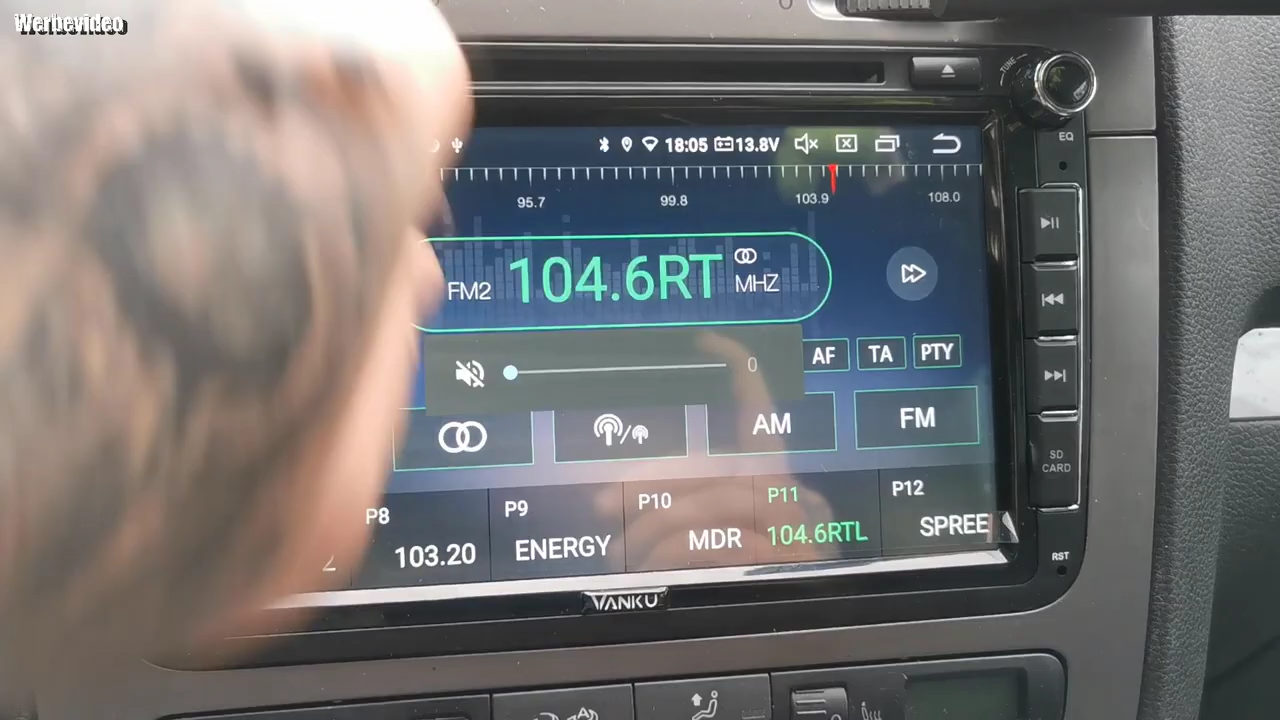 Werbevideo
TUNE
EQ
18:05 13.8V
95.7 99.8 103.9 108.0
FM2 104.6RT MHZ
0 AF TA PTY
AM FM
P8 P9 P10 P11 P12
103.20 ENERGY MDR 104.6RTL SPREE
SD
CARD
RST
YANKU